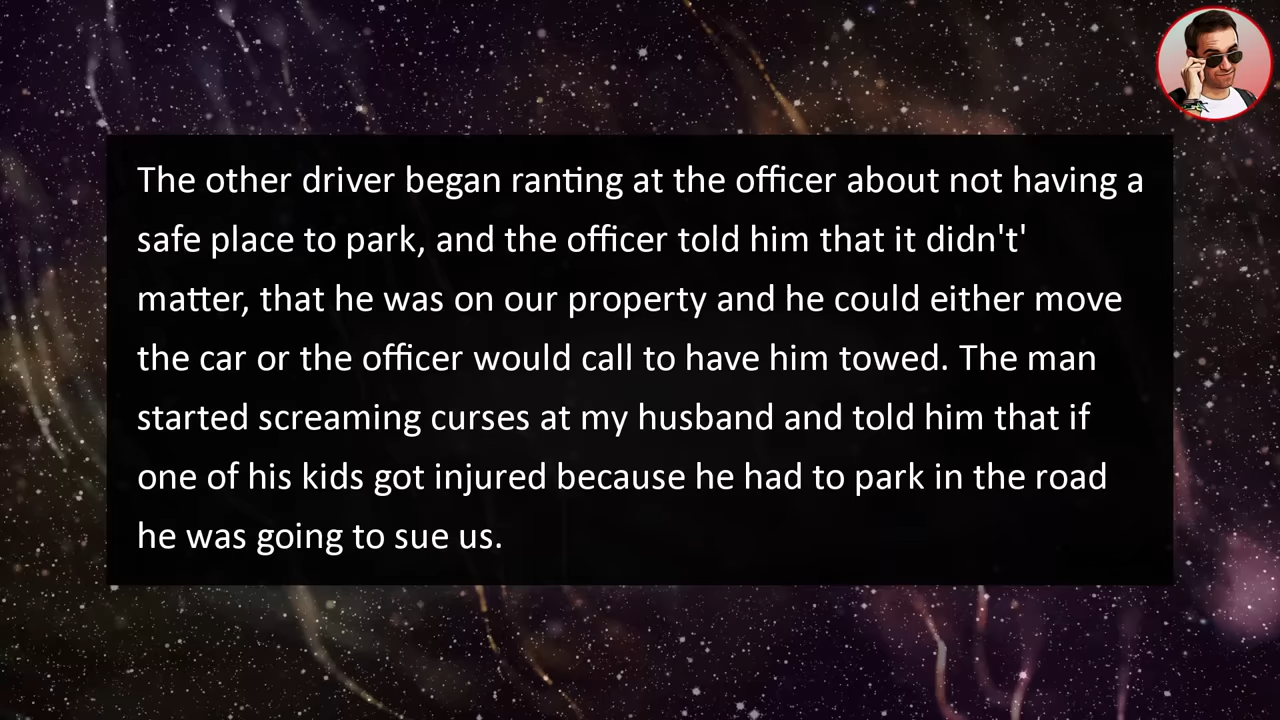 The other driver began ranting at the officer about not having a
safe place to park, and the officer told him that it didn't'
matter, that he was on our property and he could either move
the car or the officer would call to have him towed. The man
started screaming curses at my husband and told him that if
one of his kids got injured because he had to park in the road
he was going to sue us.